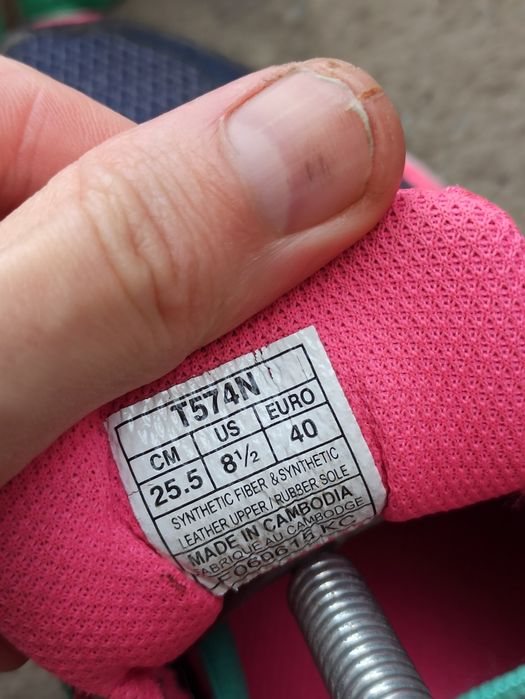 T574N
CM US EURO
25.5 8½ 40
SYNTHETIC FIBER & SYNTHETIC
LEATHER UPPER / RUBBER SOLE
MADE IN CAMBODIA
FABRIQUE AU CAMBODGE